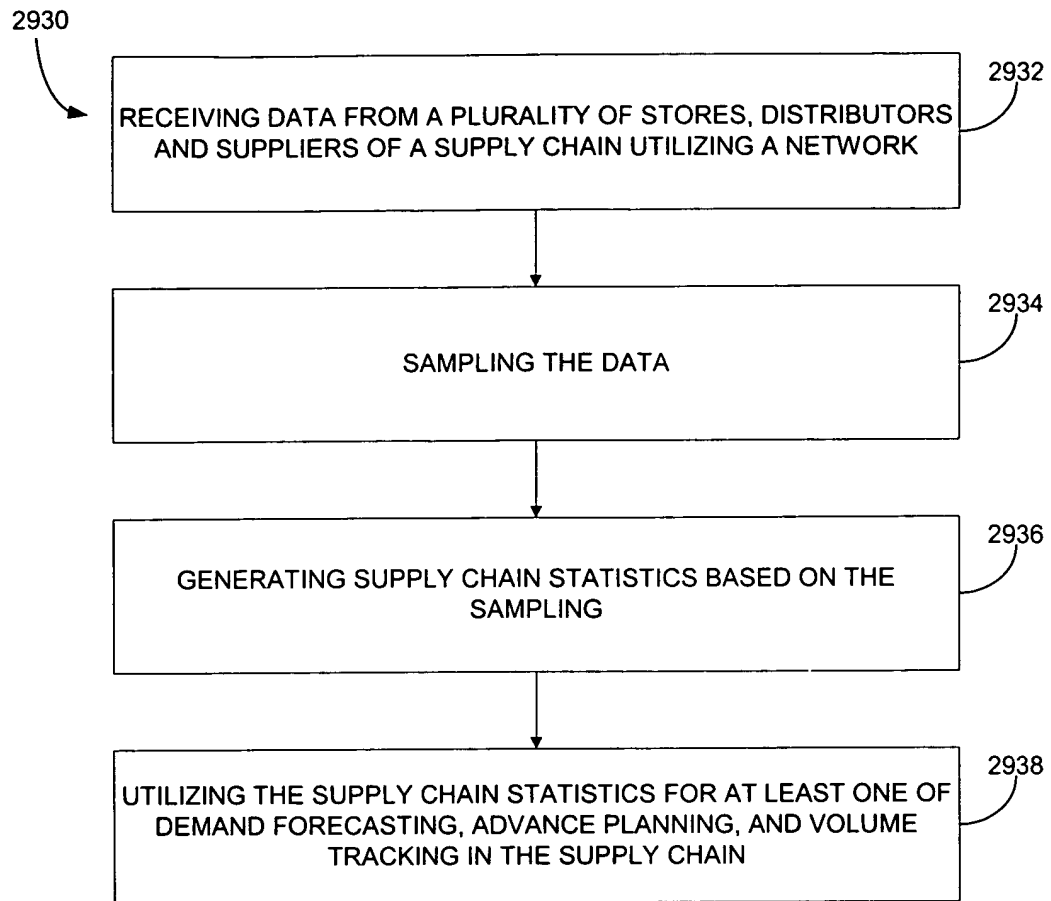 2930
2932
RECEIVING DATA FROM A PLURALITY OF STORES, DISTRIBUTORS
AND SUPPLIERS OF A SUPPLY CHAIN UTILIZING A NETWORK
2934
SAMPLING THE DATA
2936
GENERATING SUPPLY CHAIN STATISTICS BASED ON THE
SAMPLING
2938
UTILIZING THE SUPPLY CHAIN STATISTICS FOR AT LEAST ONE OF
DEMAND FORECASTING, ADVANCE PLANNING, AND VOLUME
TRACKING IN THE SUPPLY CHAIN